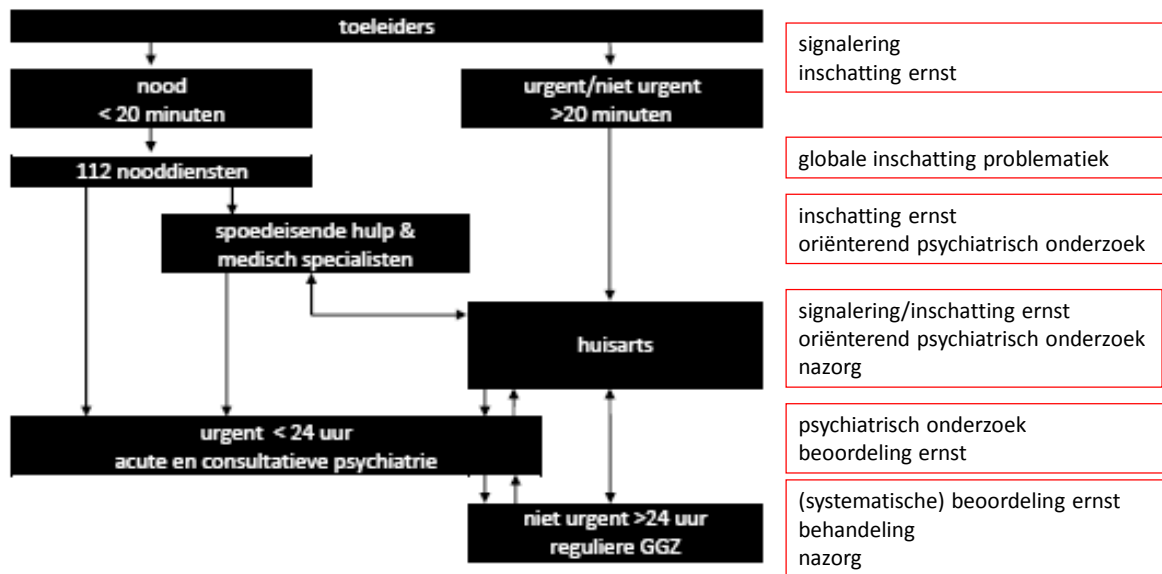 toeleiders
signalering
inschatting ernst
nood
< 20 minuten
urgent/niet urgent
>20 minuten
112 nooddiensten
globale inschatting problematiek
spoedeisende hulp &
medisch specialisten
inschatting ernst
oriënterend psychiatrisch onderzoek
huisarts
signalering/inschatting ernst
oriënterend psychiatrisch onderzoek
nazorg
urgent < 24 uur
acute en consultatieve psychiatrie
psychiatrisch onderzoek
beoordeling ernst
niet urgent >24 uur
reguliere GGZ
(systematische) beoordeling ernst
behandeling
nazorg